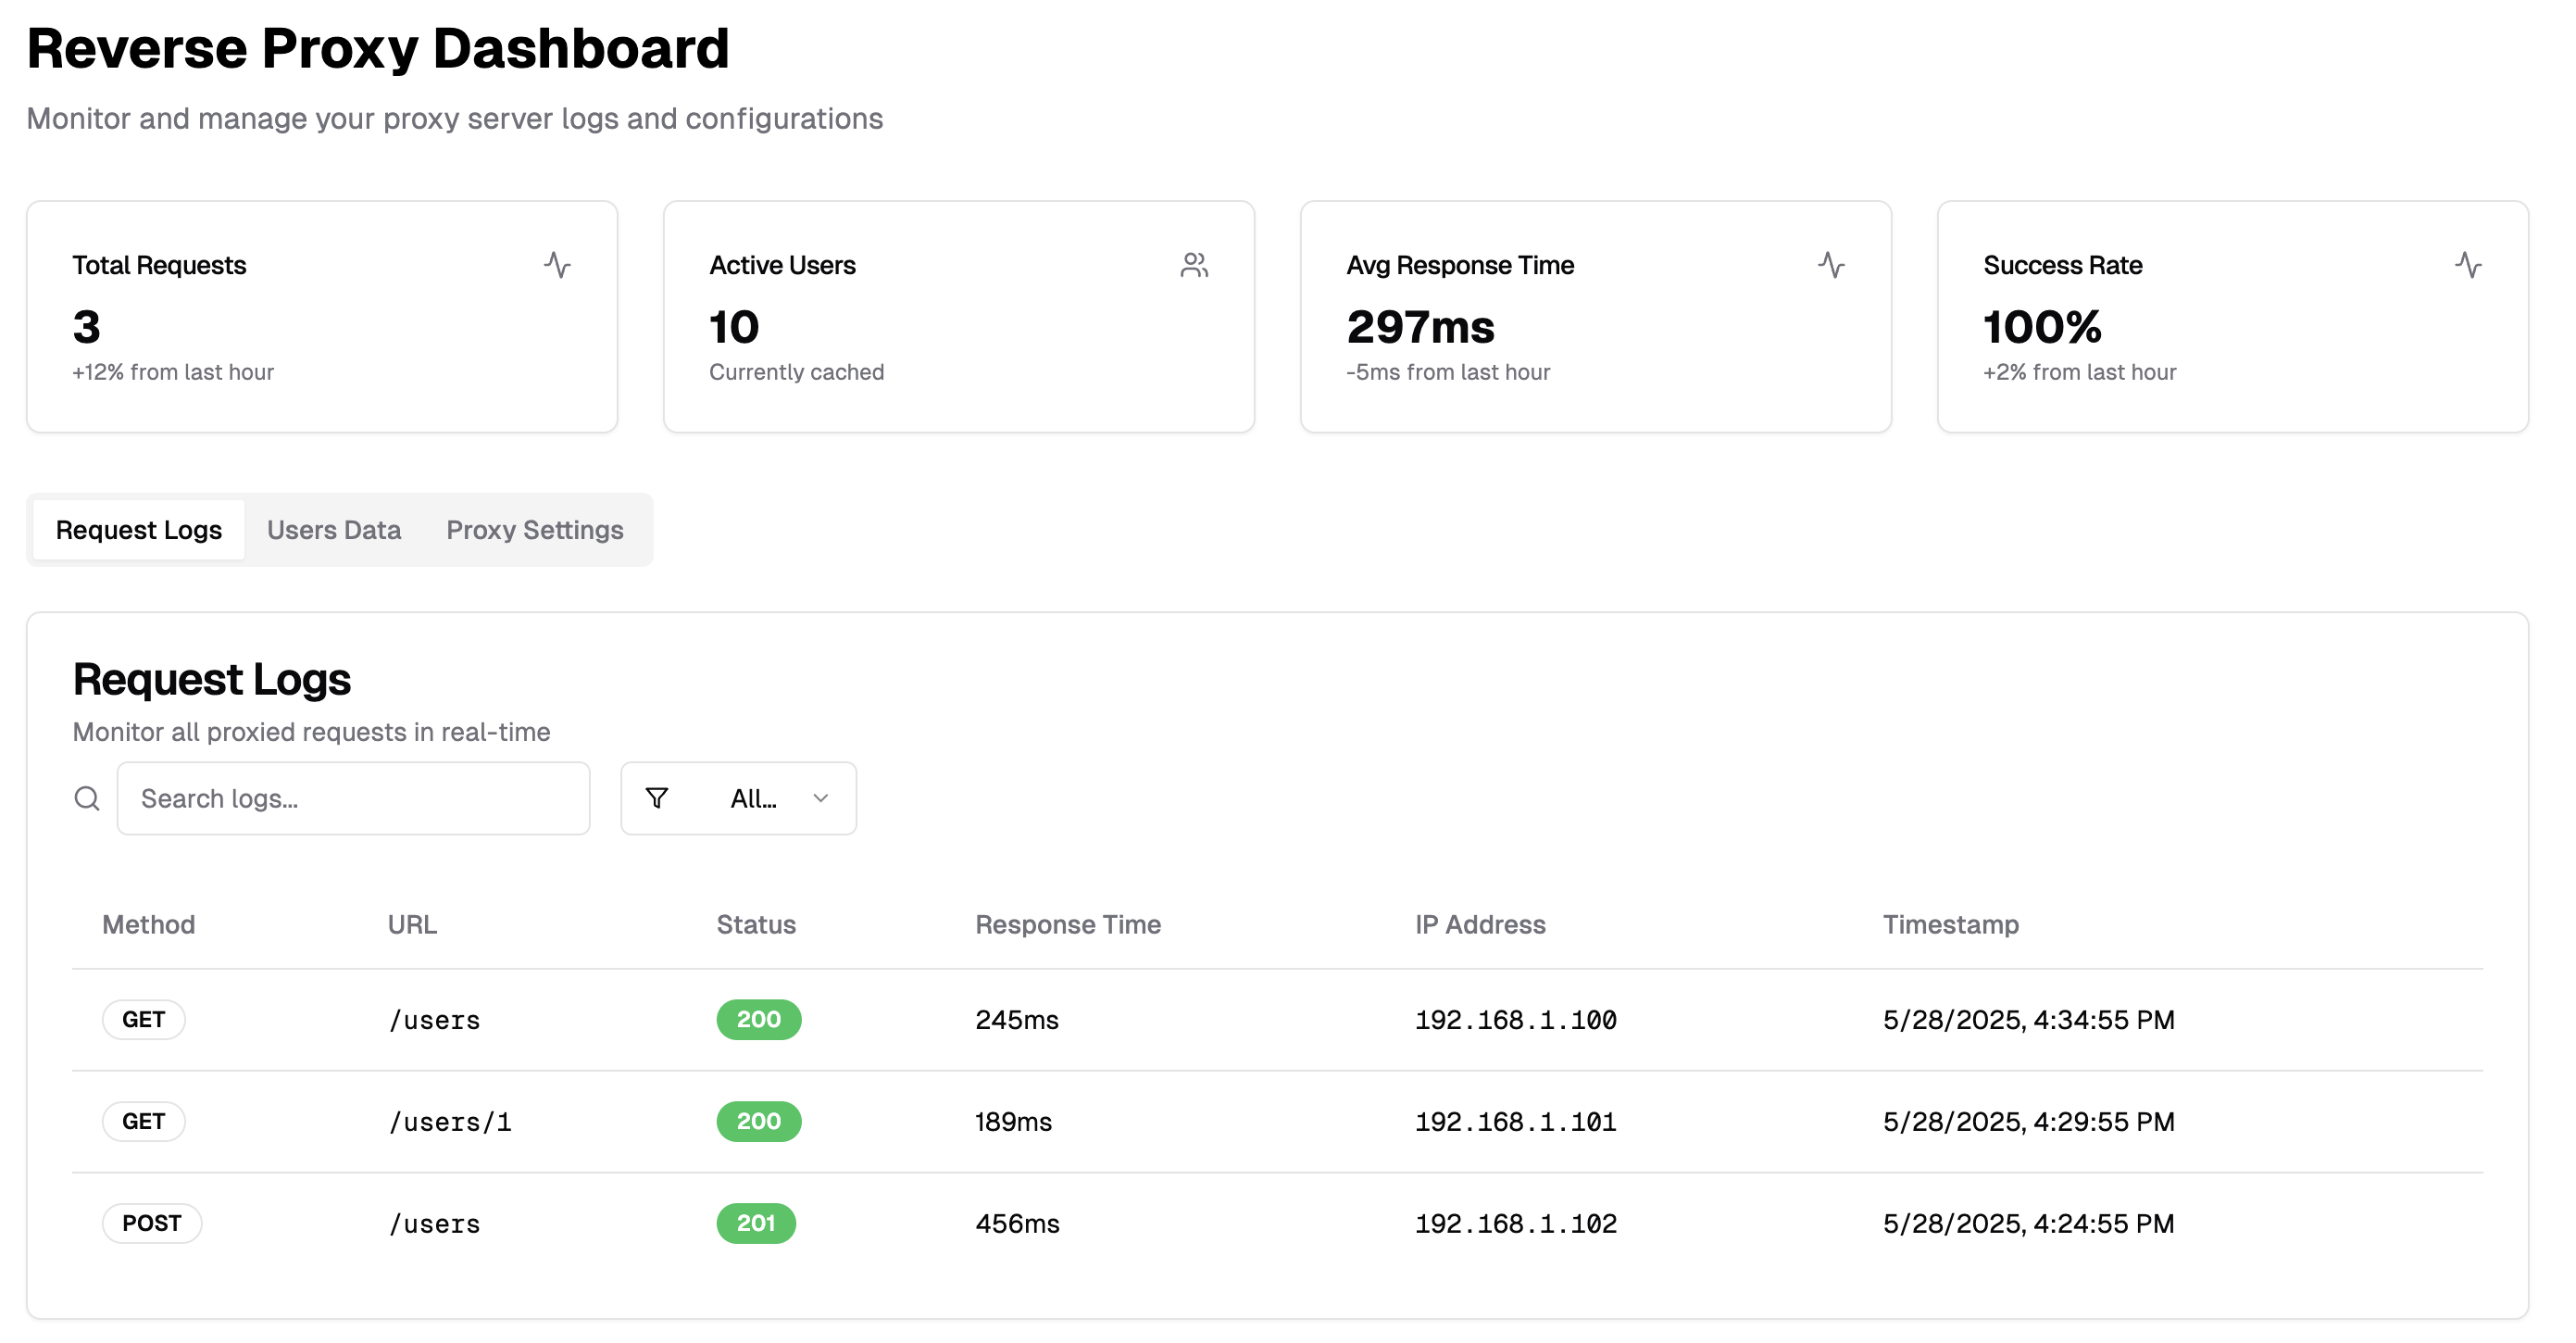 Reverse Proxy Dashboard
Monitor and manage your proxy server logs and configurations
Total Requests
3
+12% from last hour
Active Users
10
Currently cached
Avg Response Time
297ms
-5ms from last hour
Success Rate
100%
+2% from last hour
Request Logs Users Data Proxy Settings
Request Logs
Monitor all proxied requests in real-time
Search logs... All...
Method URL Status Response Time IP Address Timestamp
GET /users 200 245ms 192.168.1.100 5/28/2025, 4:34:55 PM
GET /users/1 200 189ms 192.168.1.101 5/28/2025, 4:29:55 PM
POST /users 201 456ms 192.168.1.102 5/28/2025, 4:24:55 PM